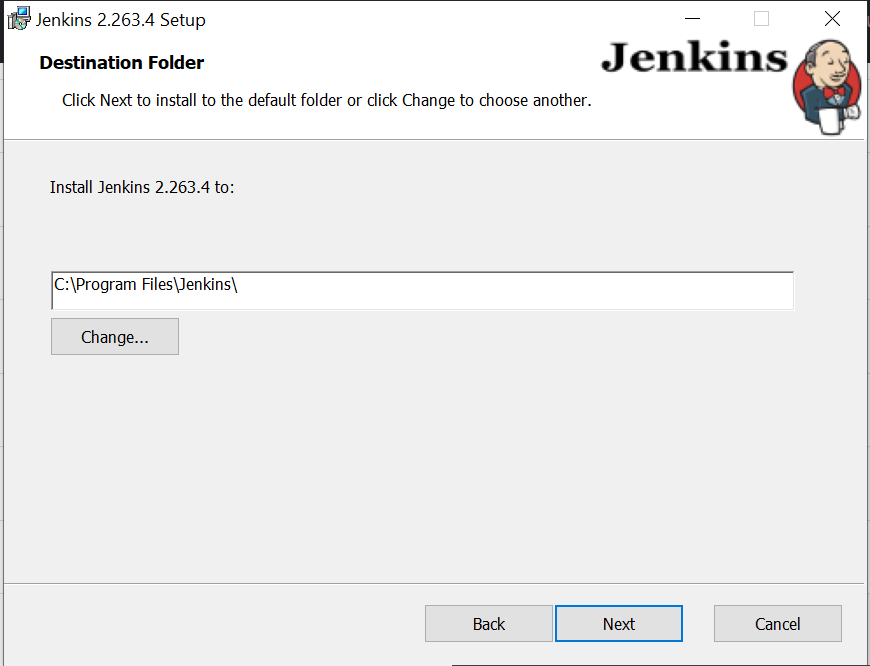 Jenkins 2.263.4 Setup
Destination Folder
Jenkins
Click Next to install to the default folder or click Change to choose another.
Install Jenkins 2.263.4 to:
C:\Program Files\Jenkins\
Change...
Back
Next
Cancel